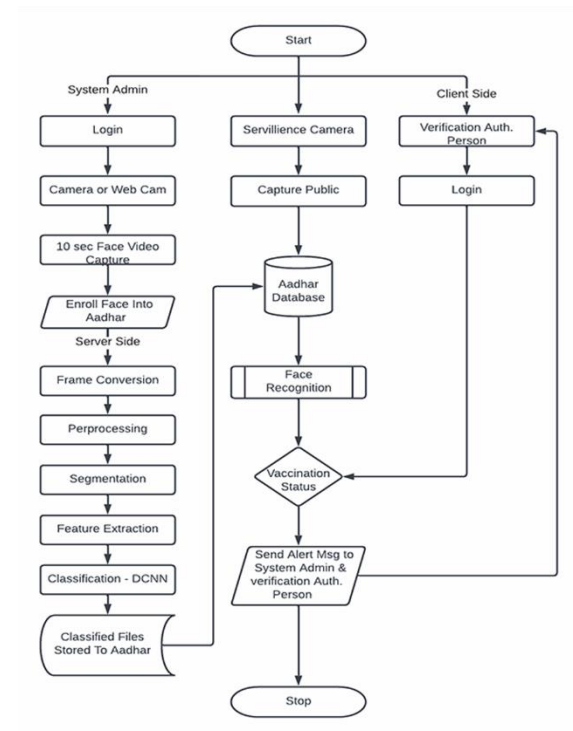 Start
System Admin
Client Side
Login
Servillience Camera
Verification Auth.
Person
Camera or Web Cam
Capture Public
Login
10 sec Face Video
Capture
Enroll Face Into
Aadhar
Aadhar
Database
Server Side
Frame Conversion
Face
Recognition
Perprocessing
Segmentation
Vaccination
Status
Feature Extraction
Classification - DCNN
Send Alert Msg to
System Admin &
verification Auth.
Person
Classified Files
Stored To Aadhar
Stop